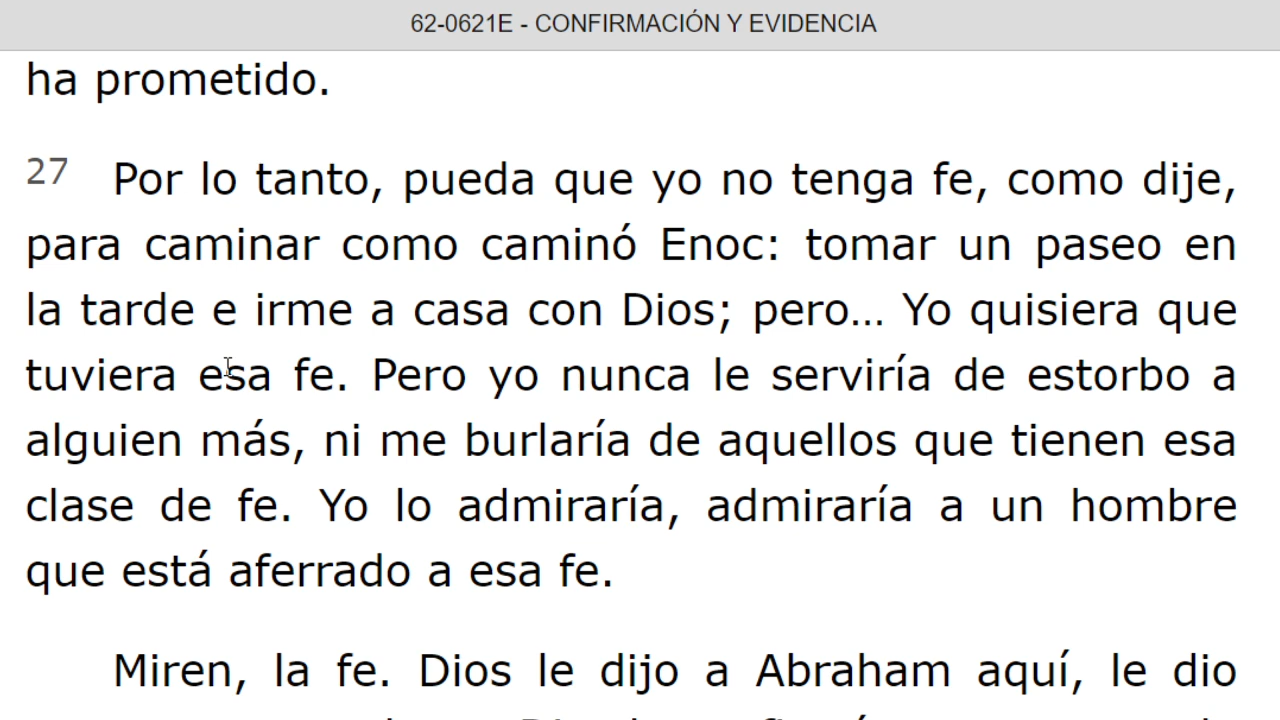 62-0621E - CONFIRMACIÓN Y EVIDENCIA
ha prometido.
27 Por lo tanto, pueda que yo no tenga fe, como dije,
para caminar como caminó Enoc: tomar un paseo en
la tarde e irme a casa con Dios; pero… Yo quisiera que
tuviera esa fe. Pero yo nunca le serviría de estorbo a
alguien más, ni me burlaría de aquellos que tienen esa
clase de fe. Yo lo admiraría, admiraría a un hombre
que está aferrado a esa fe.
Miren, la fe. Dios le dijo a Abraham aquí, le dio